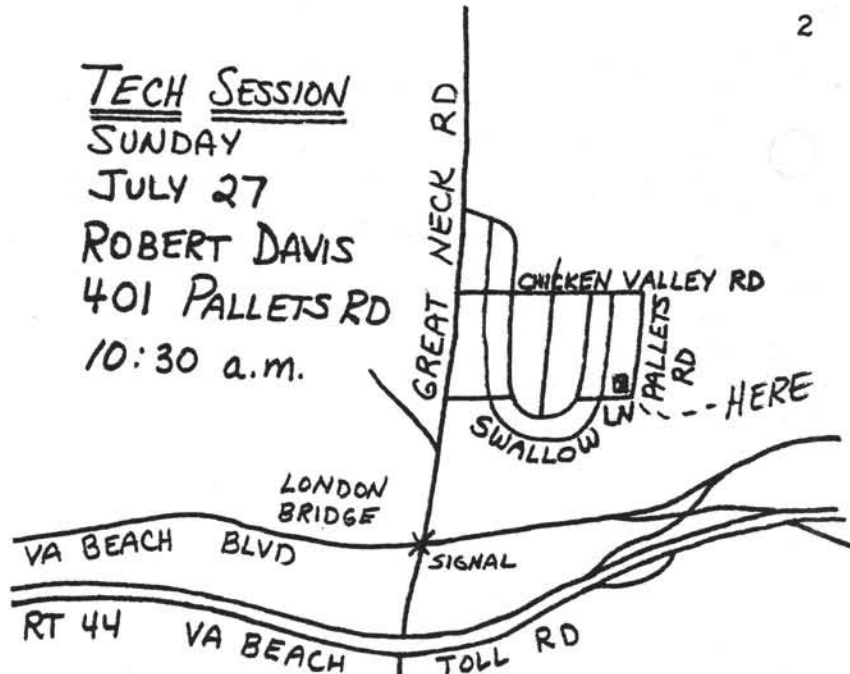 2
TECH SESSION
SUNDAY
JULY 27
ROBERT DAVIS
401 PALLETS RD
10:30 a.m.
GREAT NECK RD
CHICKEN VALLEY RD
PALLETS
RD
HERE
SWALLOW LN
LONDON
BRIDGE
VA BEACH BLVD
SIGNAL
RT 44 VA BEACH TOLL RD